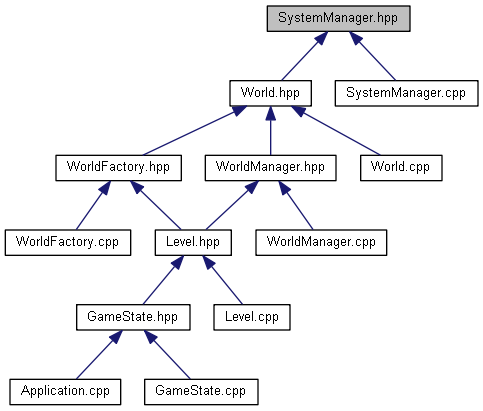 SystemManager.hpp
World.hpp
SystemManager.cpp
WorldFactory.hpp
WorldManager.hpp
World.cpp
WorldFactory.cpp
Level.hpp
WorldManager.cpp
GameState.hpp
Level.cpp
Application.cpp
GameState.cpp